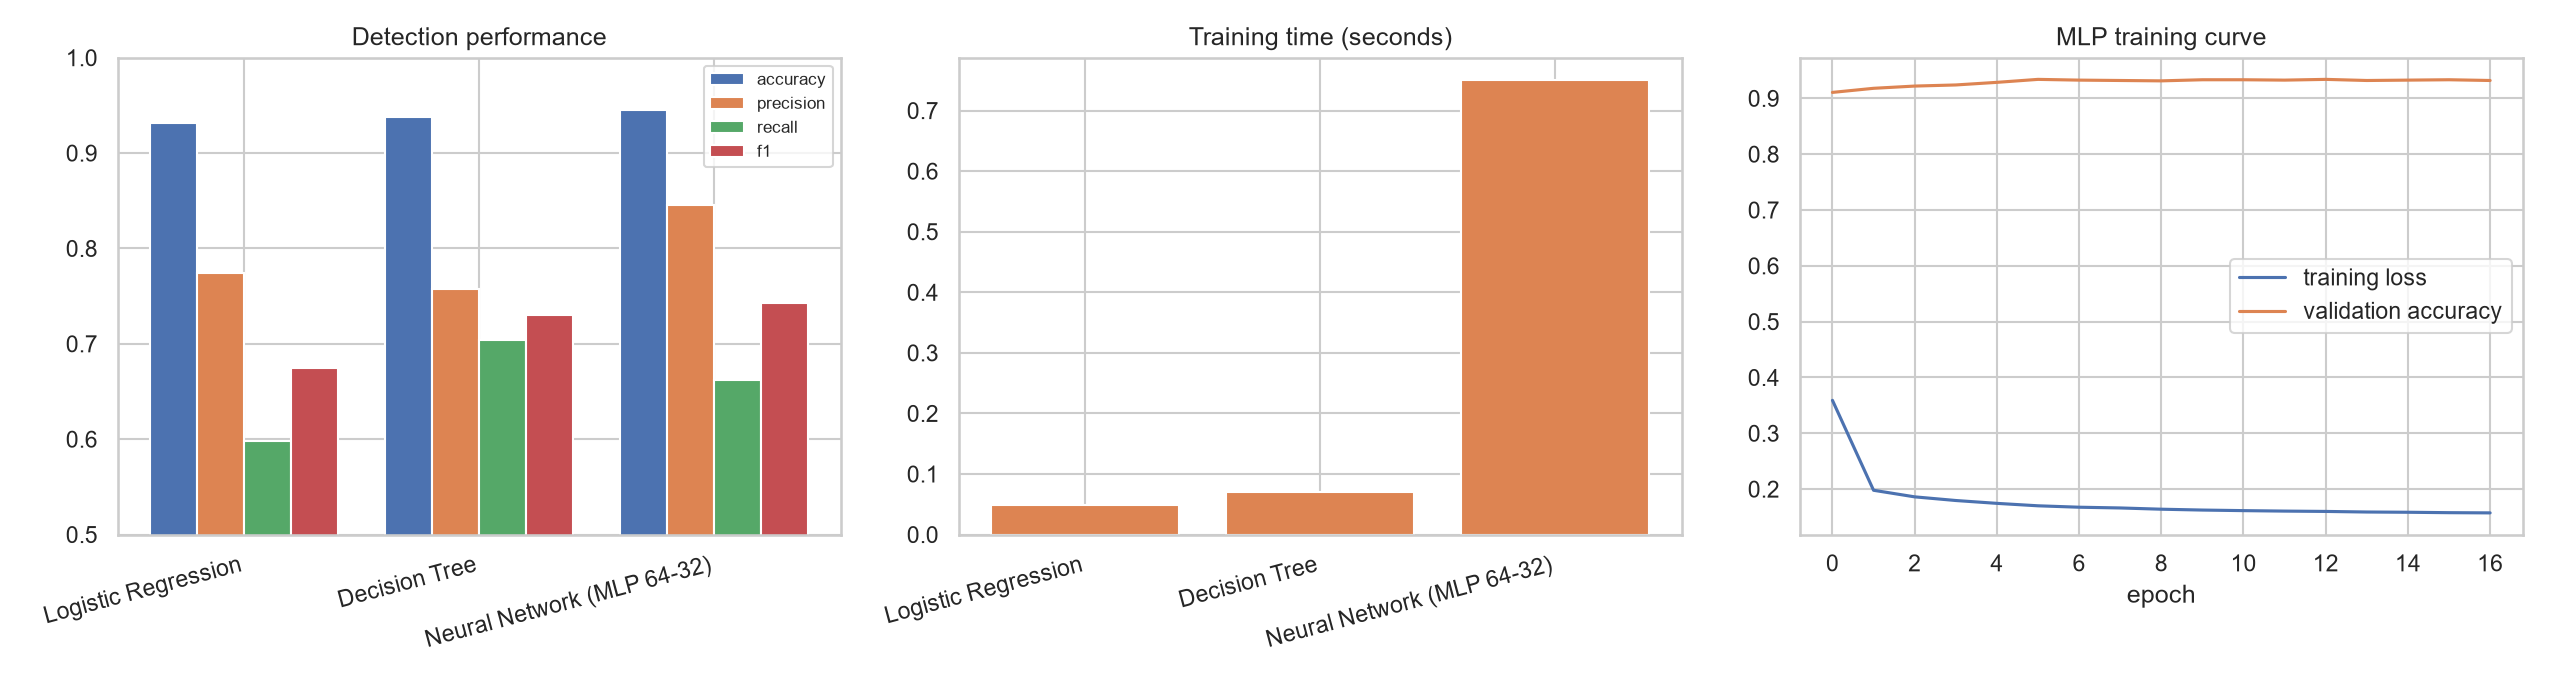 Detection performance
1.0
0.9
0.8
0.7
0.6
0.5
accuracy
precision
recall
f1
Logistic Regression
Decision Tree
Neural Network (MLP 64-32)
Training time (seconds)
0.7
0.6
0.5
0.4
0.3
0.2
0.1
0.0
Logistic Regression
Decision Tree
Neural Network (MLP 64-32)
MLP training curve
0.9
0.8
0.7
0.6
0.5
0.4
0.3
0.2
training loss
validation accuracy
0 2 4 6 8 10 12 14 16
epoch